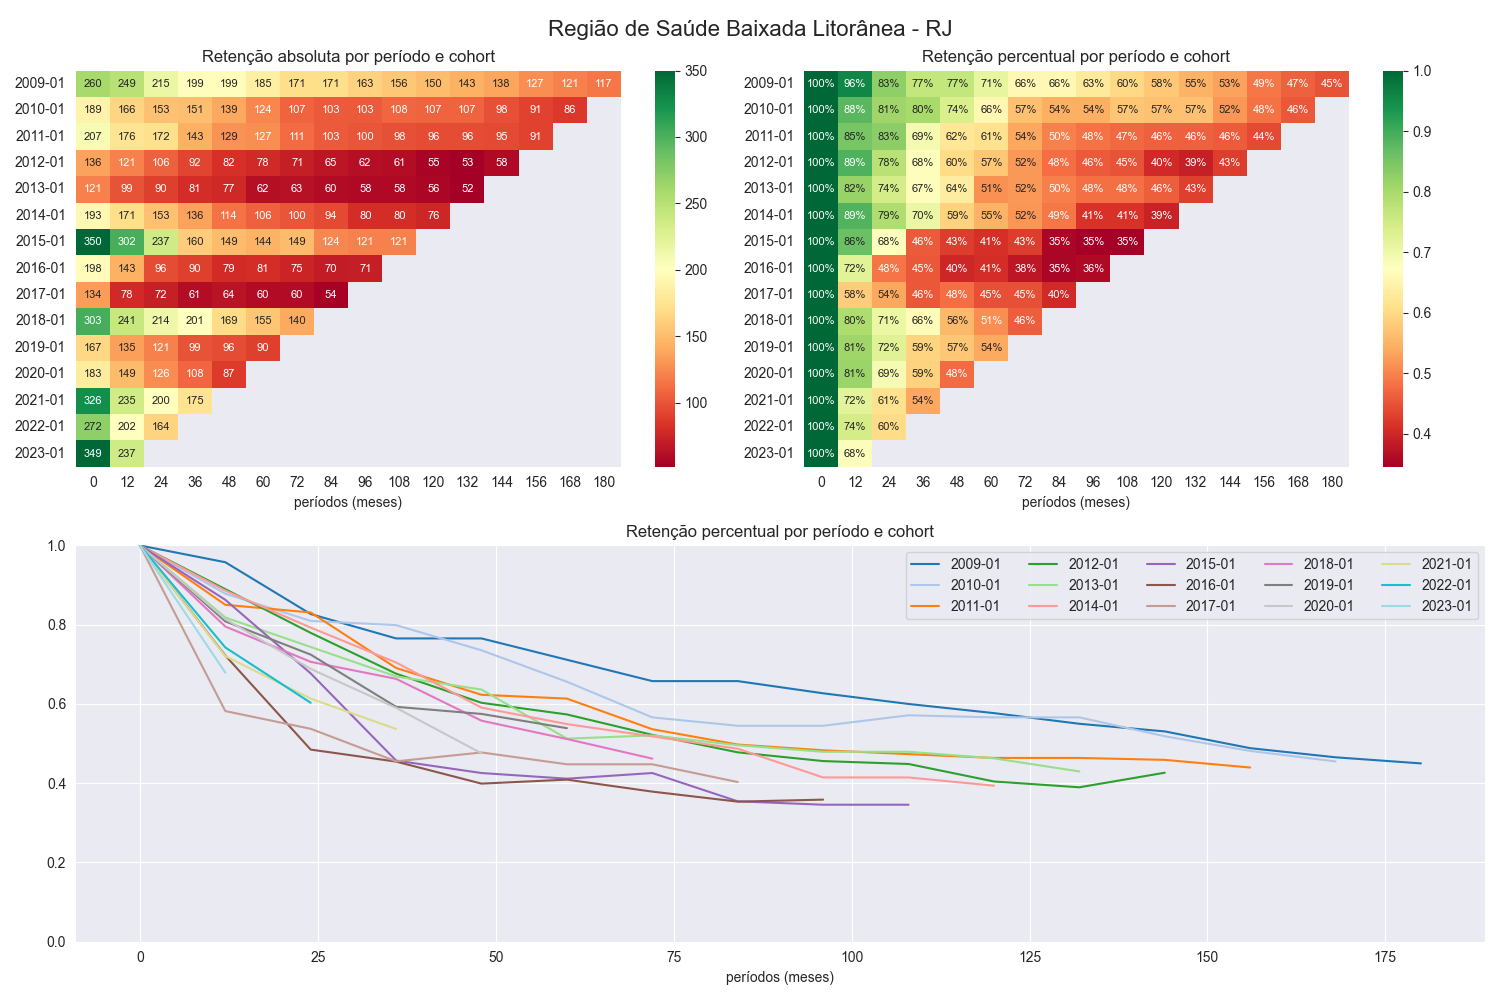 Região de Saúde Baixada Litorânea - RJ
Retenção absoluta por período e cohort
2009-01 260 249 215 199 199 185 171 171 163 156 150 143 138 127 121 117
2010-01 189 166 153 151 139 124 107 103 103 108 107 107 98 91 86
2011-01 207 176 172 143 129 127 111 103 100 98 96 96 95 91
2012-01 136 121 106 92 82 78 71 65 62 61 55 53 58
2013-01 121 99 90 81 77 62 63 60 58 58 56 52
2014-01 193 171 153 136 114 106 100 94 80 80 76
2015-01 350 302 237 160 149 144 149 124 121 121
2016-01 198 143 96 90 79 81 75 70 71
2017-01 134 78 72 61 64 60 60 54
2018-01 303 241 214 201 169 155 140
2019-01 167 135 121 99 96 90
2020-01 183 149 126 108 87
2021-01 326 235 200 175
2022-01 272 202 164
2023-01 349 237
0 12 24 36 48 60 72 84 96 108 120 132 144 156 168 180
períodos (meses)
350
300
250
200
150
100
Retenção percentual por período e cohort
2009-01 100% 96% 83% 77% 77% 71% 66% 66% 63% 60% 58% 55% 53% 49% 47% 45%
2010-01 100% 88% 81% 80% 74% 66% 57% 54% 54% 57% 57% 57% 52% 48% 46%
2011-01 100% 85% 83% 69% 62% 61% 54% 50% 48% 47% 46% 46% 46% 44%
2012-01 100% 89% 78% 68% 60% 57% 52% 48% 46% 45% 40% 39% 43%
2013-01 100% 82% 74% 67% 64% 51% 52% 50% 48% 48% 46% 43%
2014-01 100% 89% 79% 70% 59% 55% 52% 49% 41% 41% 39%
2015-01 100% 86% 68% 46% 43% 41% 43% 35% 35% 35%
2016-01 100% 72% 48% 45% 40% 41% 38% 35% 36%
2017-01 100% 58% 54% 46% 48% 45% 45% 40%
2018-01 100% 80% 71% 66% 56% 51% 46%
2019-01 100% 81% 72% 59% 57% 54%
2020-01 100% 81% 69% 59% 48%
2021-01 100% 72% 61% 54%
2022-01 100% 74% 60%
2023-01 100% 68%
0 12 24 36 48 60 72 84 96 108 120 132 144 156 168 180
períodos (meses)
1.0
0.9
0.8
0.7
0.6
0.5
0.4
Retenção percentual por período e cohort
1.0
0.8
0.6
0.4
0.2
0.0
2009-01 2012-01 2015-01 2018-01 2021-01
2010-01 2013-01 2016-01 2019-01 2022-01
2011-01 2014-01 2017-01 2020-01 2023-01
0 25 50 75 100 125 150 175
períodos (meses)